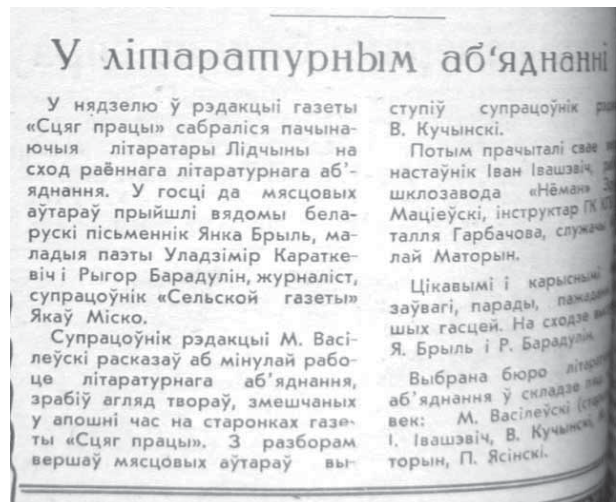 У літаратурным аб'яднанні
У нядзелю ў рэдакцыі газеты
«Сцяг працы» сабраліся пачына-
ючыя літаратары Лідчыны на
сход раённага літаратурнага аб'-
яднання. У госці да мясцовых
аўтараў прыйшлі вядомы бела-
рускі пісьменнік Янка Брыль, ма-
ладыя паэты Уладзімір Караткe-
віч і Рыгор Барадулін, журналіст,
супрацоўнік «Сельской газеты»
Якаў Міско.
Супрацоўнік рэдакцыі М. Васі-
леўскі расказаў аб мінулай рабо-
це літаратурнага аб'яднання,
зрабіў агляд твораў, змешчаных
у апошні час на старонках газе-
ты «Сцяг працы». З разборам
вершаў мясцовых аўтараў вы-
ступіў супрацоўнік
В. Кучынскі.
Потым прачыталі свае
настаўнік Іван Івашэвіч,
шклозавода «Нёман»
Маціеўскі, інструктар ГК
талля Гарбачова, служачы
лай Маторын.
Цікавымі і карыснымі
заўвагі, парады,
шых гасцей. На сходзе
Я. Брыль і Р. Барадулін.
Выбрана бюро
аб'яднання ў складзе
век: М. Васілеўскі
І. Івашэвіч, В. Кучынскі,
торын, П. Ясінскі.